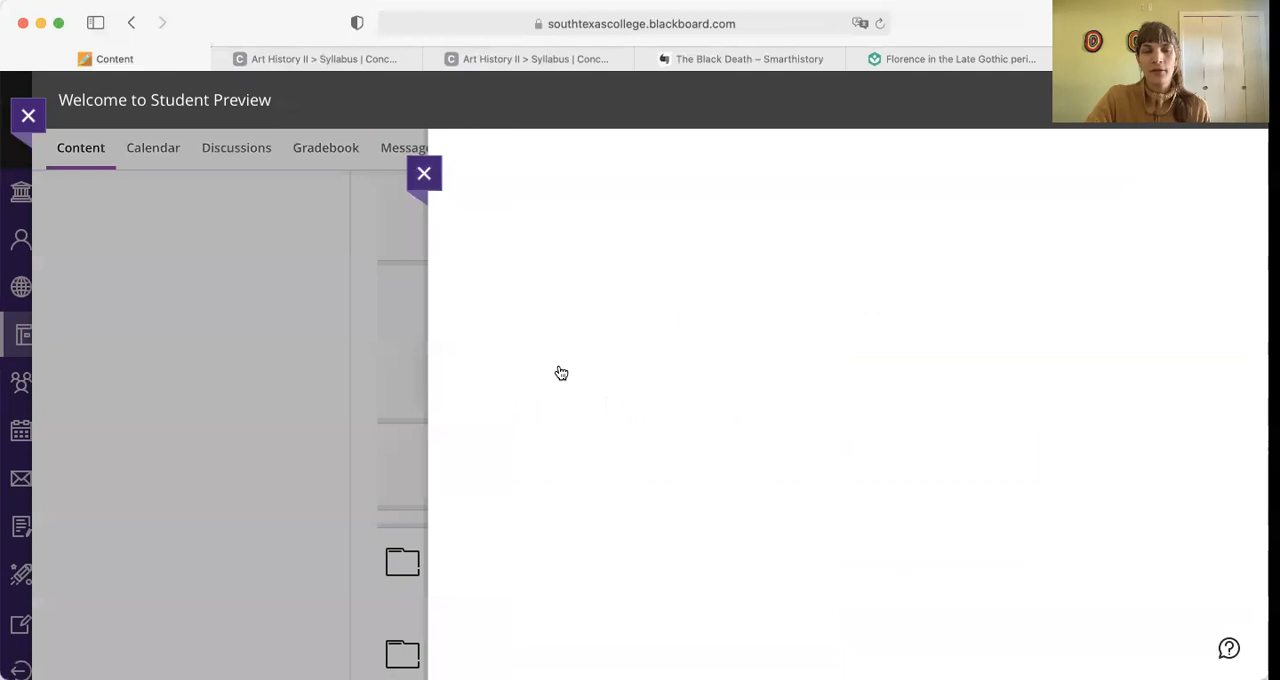 southtexascollege.blackboard.com
Content
Art History II > Syllabus | Conc...
Art History II > Syllabus | Conc...
The Black Death – Smarthistory
Florence in the Late Gothic peri...
Welcome to Student Preview
Content Calendar Discussions Gradebook Message